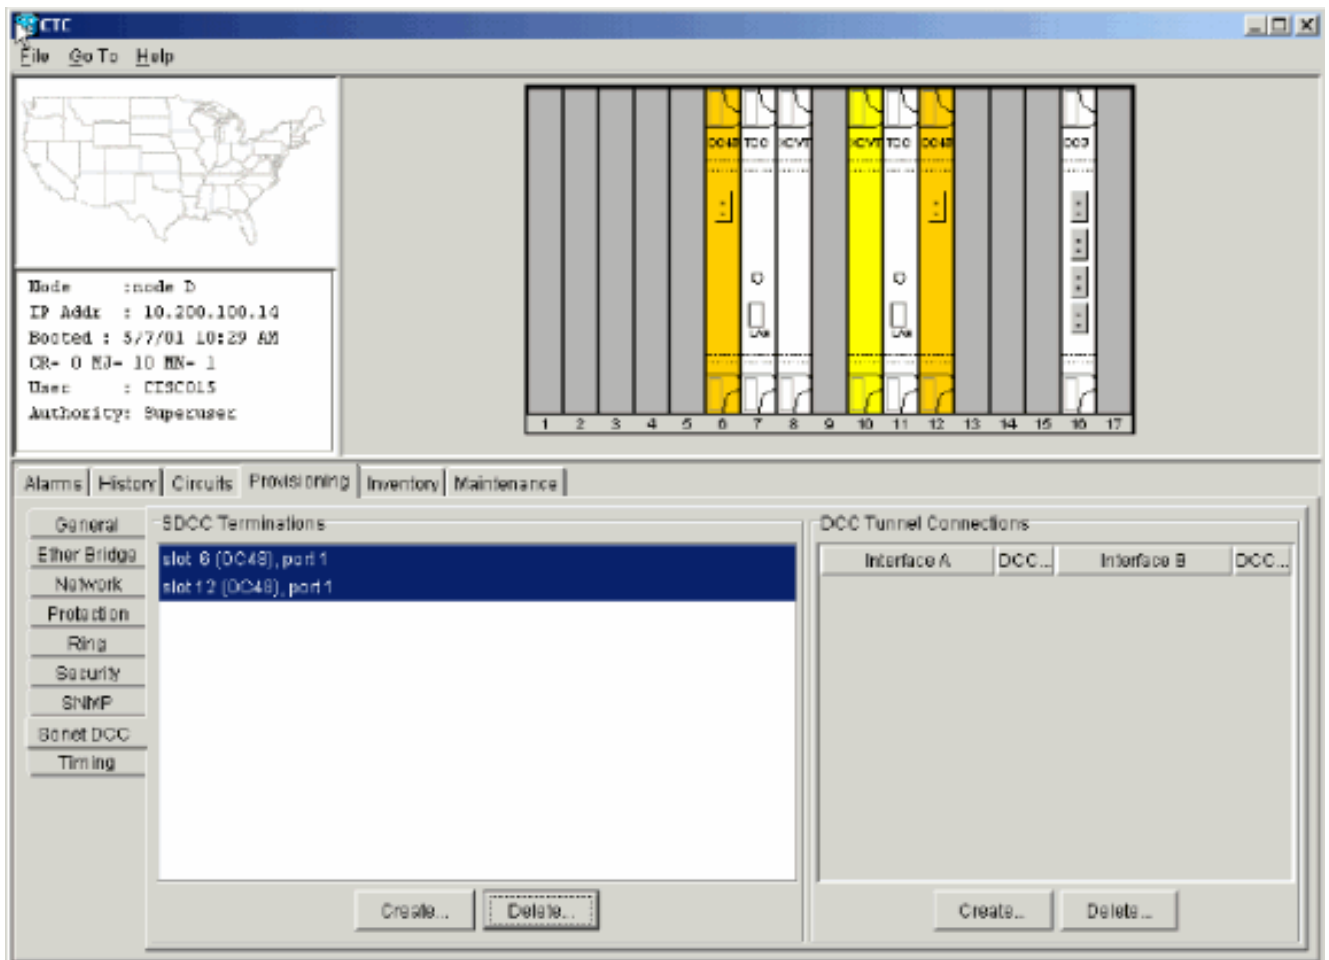 CTC
File Go To Help
OC48 TCC XCVT XCVT TCC OC48 OC3
LAN LAN
1 2 3 4 5 6 7 8 9 10 11 12 13 14 15 16 17
Node :node D
IP Addr : 10.200.100.14
Booted : 5/7/01 10:29 AM
CR- 0 MJ- 10 MN- 1
User : CISCO15
Authority: Superuser
Alarms History Circuits Provisioning Inventory Maintenance
General
Ether Bridge
Network
Protection
Ring
Security
SNMP
Sonet DCC
Timing
SDCC Terminations
slot 6 (OC48), port 1
slot 12 (OC48), port 1
Create... Delete...
DCC Tunnel Connections
Interface A DCC... Interface B DCC...
Create... Delete...